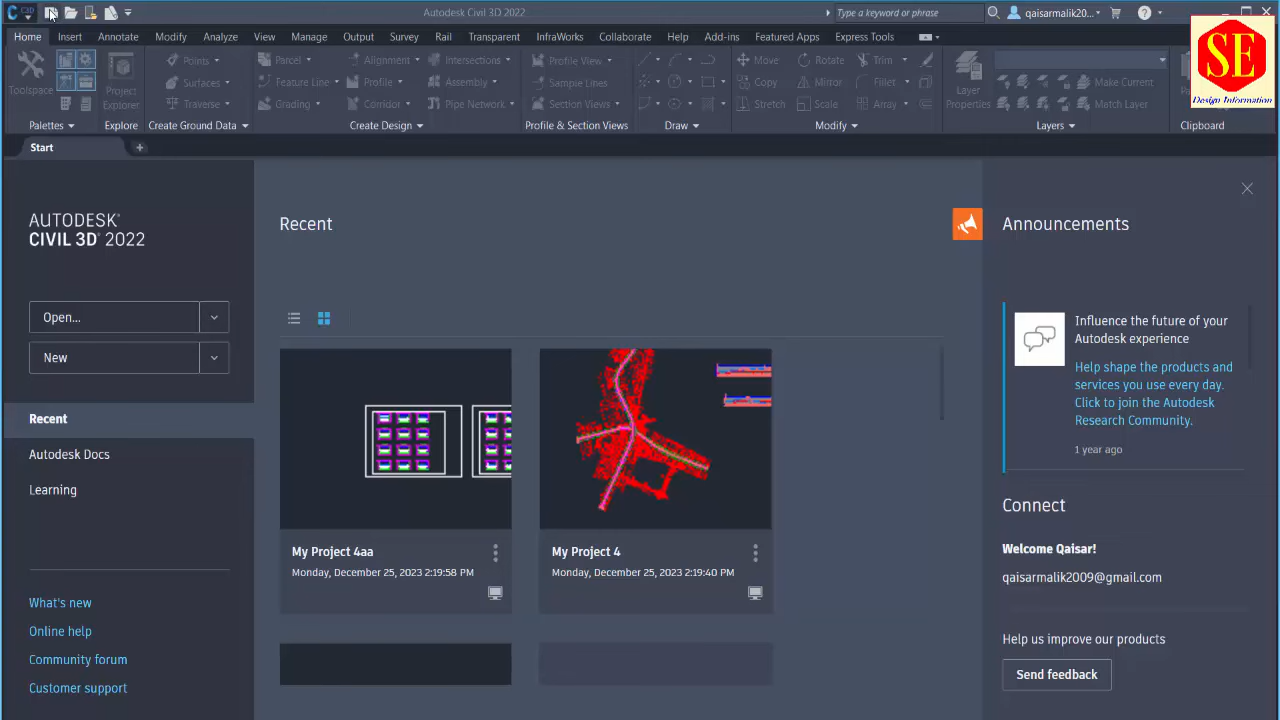 C3D
Autodesk Civil 3D 2022
Type a keyword or phrase
qaisarmalik20...
Home
Insert
Annotate
Modify
Analyze
View
Manage
Output
Survey
Rail
Transparent
InfraWorks
Collaborate
Help
Add-ins
Featured Apps
Express Tools
SE
Design Information
Toolspace
Project
Explorer
Points
Surfaces
Traverse
Parcel
Feature Line
Grading
Alignment
Profile
Corridor
Intersections
Assembly
Pipe Network
Profile View
Sample Lines
Section Views
Move
Copy
Stretch
Rotate
Mirror
Scale
Trim
Fillet
Array
Layer
Properties
Make Current
Match Layer
Palettes
Explore
Create Ground Data
Create Design
Profile & Section Views
Draw
Modify
Layers
Clipboard
Start
AUTODESK®
CIVIL 3D® 2022
Open...
New
Recent
Autodesk Docs
Learning
What's new
Online help
Community forum
Customer support
Recent
My Project 4aa
Monday, December 25, 2023 2:19:58 PM
My Project 4
Monday, December 25, 2023 2:19:40 PM
Announcements
Influence the future of your
Autodesk experience
Help shape the products and
services you use every day.
Click to join the Autodesk
Research Community.
1 year ago
Connect
Welcome Qaisar!
qaisarmalik2009@gmail.com
Help us improve our products
Send feedback